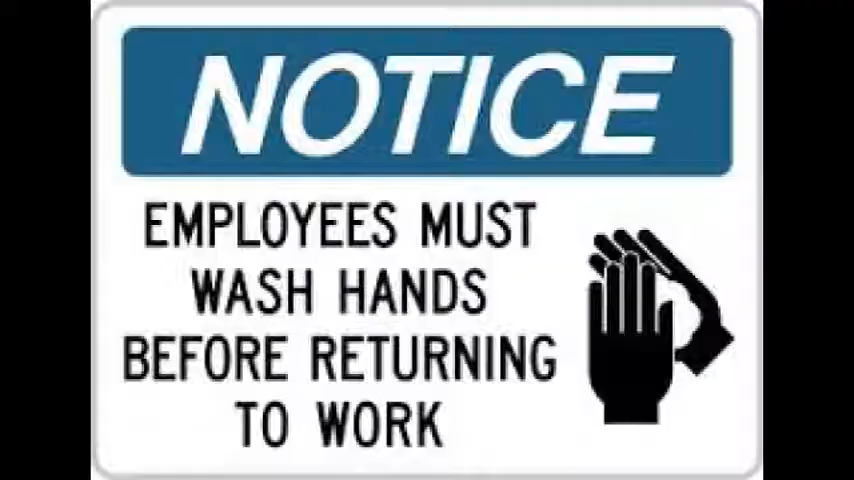 NOTICE
EMPLOYEES MUST
WASH HANDS
BEFORE RETURNING
TO WORK